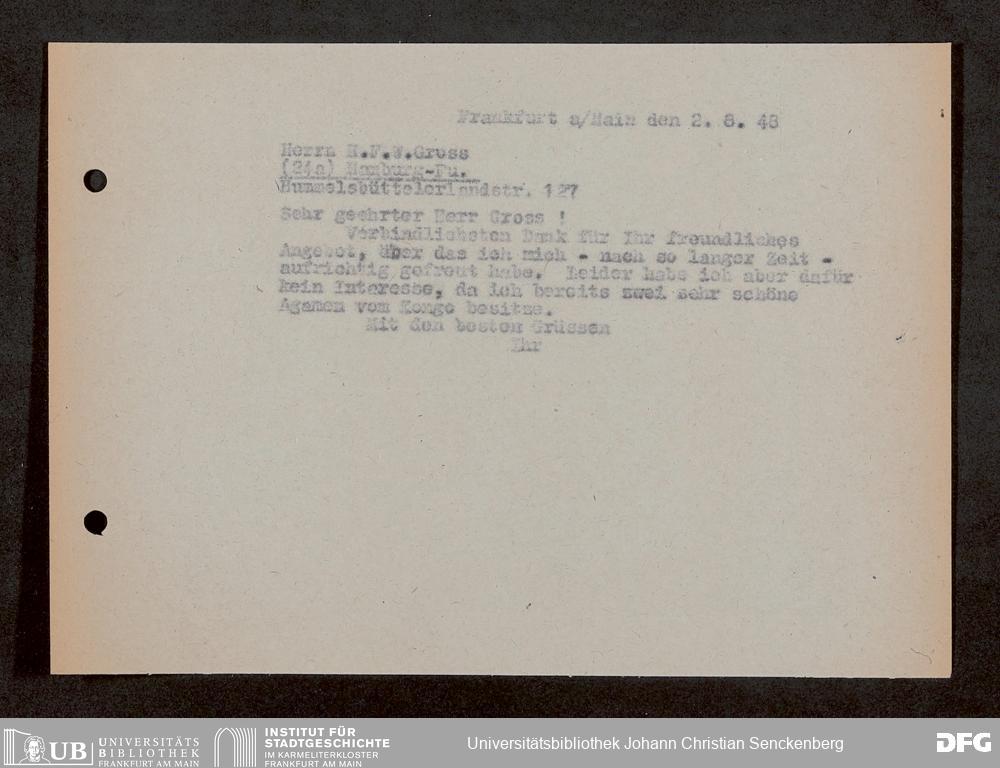 Frankfurt a/Main den 2. 8. 48
Herrn H.F.W.Gross
(24a) Hamburg-Fu.
Hummelsbüttelerlandstr. 127
Sehr geehrter Herr Gross !
Verbindlichsten Dank für Ihr freundliches
Angebot, über das ich mich - nach so langer Zeit -
aufrichtig gefreut habe. Leider habe ich aber dafür
kein Interesse, da ich bereits zwei sehr schöne
Agamen vom Kongo besitze.
Mit den besten Grüssen
Ihr
UB
UNIVERSITÄTS
BIBLIOTHEK
FRANKFURT AM MAIN
INSTITUT FÜR
STADTGESCHICHTE
IM KARMELITERKLOSTER
FRANKFURT AM MAIN
Universitätsbibliothek Johann Christian Senckenberg
DFG